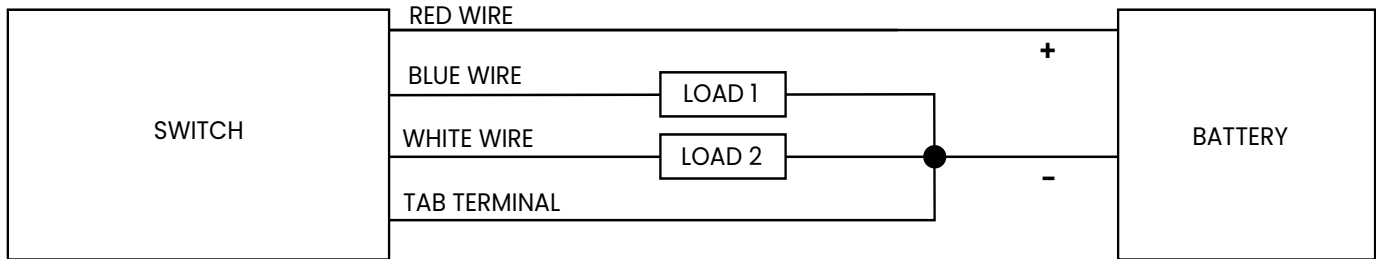 RED WIRE
+
BLUE WIRE
LOAD 1
SWITCH
BATTERY
WHITE WIRE
LOAD 2
-
TAB TERMINAL